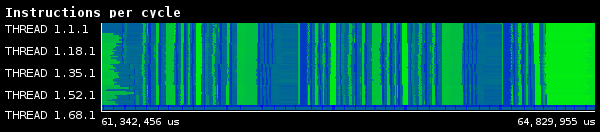 Instructions per cycle
THREAD 1.1.1
THREAD 1.18.1
THREAD 1.35.1
THREAD 1.52.1
THREAD 1.68.1
61,342,456 us
64,829,955 us